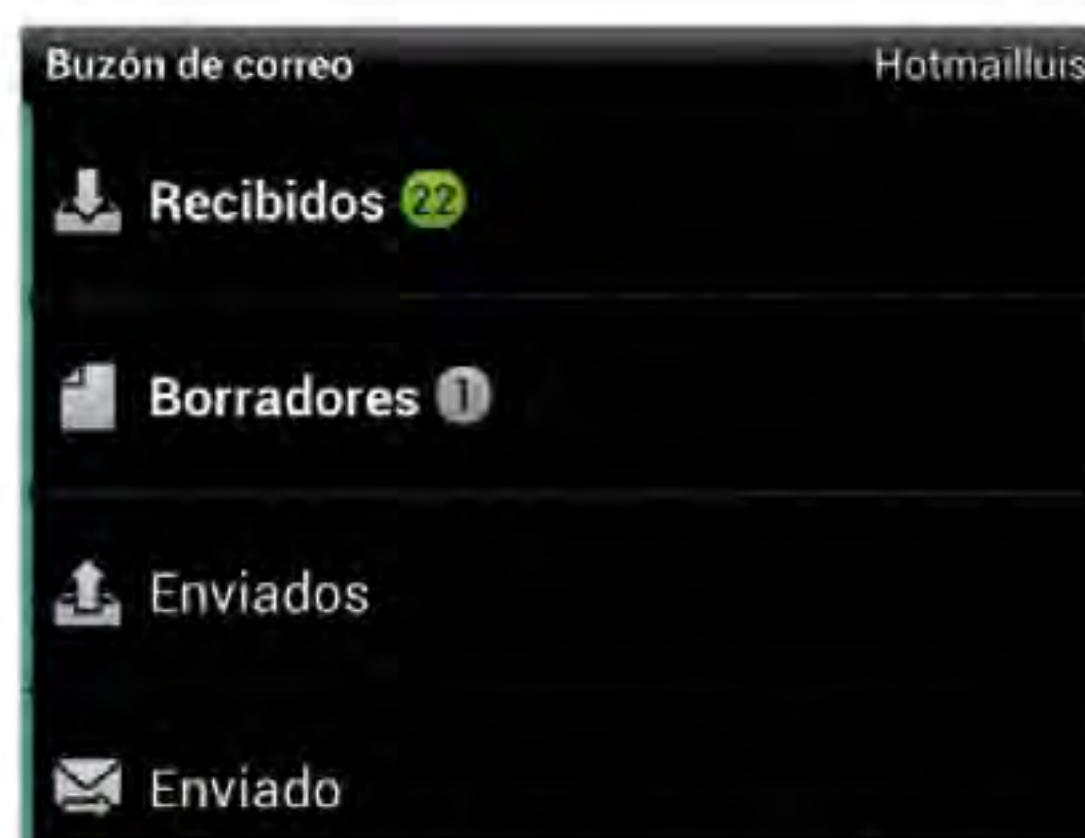 Buzón de correo Hotmailluis
Recibidos 22
Borradores 1
Enviados
Enviado